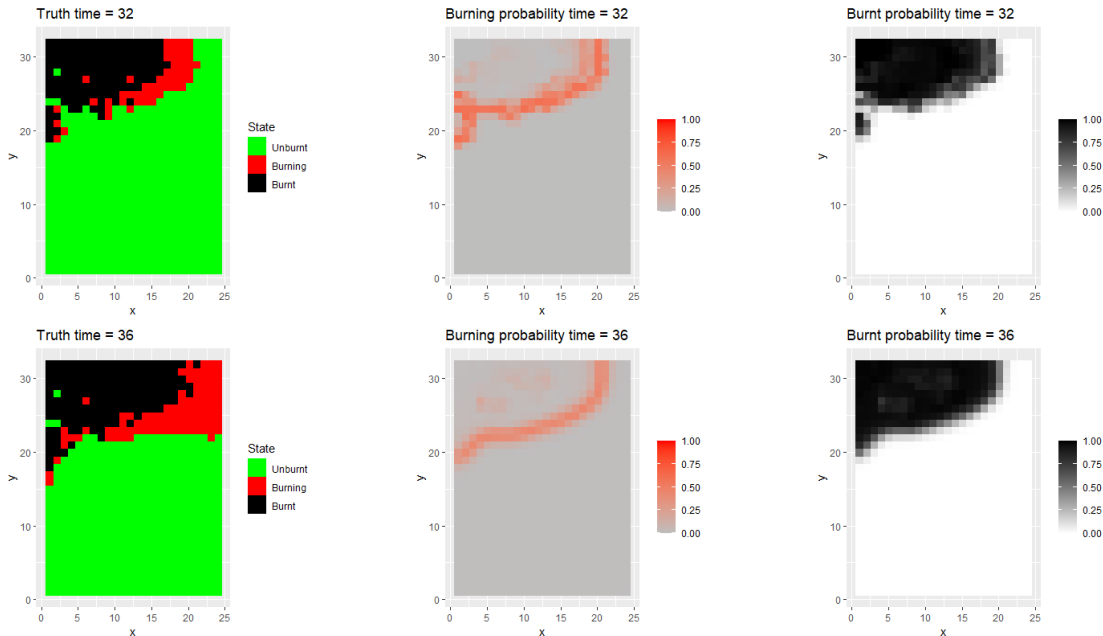 Truth time = 32
Burning probability time = 32
Burnt probability time = 32
30
20
10
0
y
0 5 10 15 20 25
x
State
Unburnt
Burning
Burnt
30
20
10
0
y
0 5 10 15 20 25
x
1.00
0.75
0.50
0.25
0.00
30
20
10
0
y
0 5 10 15 20 25
x
1.00
0.75
0.50
0.25
0.00
Truth time = 36
Burning probability time = 36
Burnt probability time = 36
30
20
10
0
y
0 5 10 15 20 25
x
State
Unburnt
Burning
Burnt
30
20
10
0
y
0 5 10 15 20 25
x
1.00
0.75
0.50
0.25
0.00
30
20
10
0
y
0 5 10 15 20 25
x
1.00
0.75
0.50
0.25
0.00